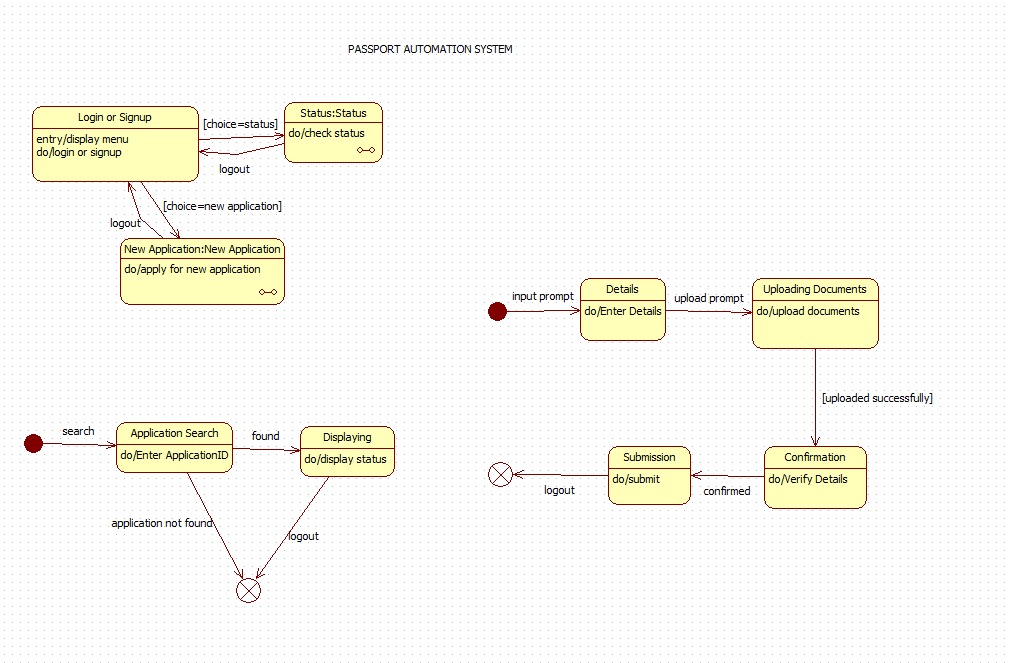 PASSPORT AUTOMATION SYSTEM
Login or Signup
entry/display menu
do/login or signup
[choice=status]
Status:Status
do/check status
logout
[choice=new application]
logout
New Application:New Application
do/apply for new application
input prompt
Details
do/Enter Details
upload prompt
Uploading Documents
do/upload documents
[uploaded successfully]
search
Application Search
do/Enter ApplicationID
found
Displaying
do/display status
application not found
logout
Confirmation
do/Verify Details
confirmed
Submission
do/submit
logout